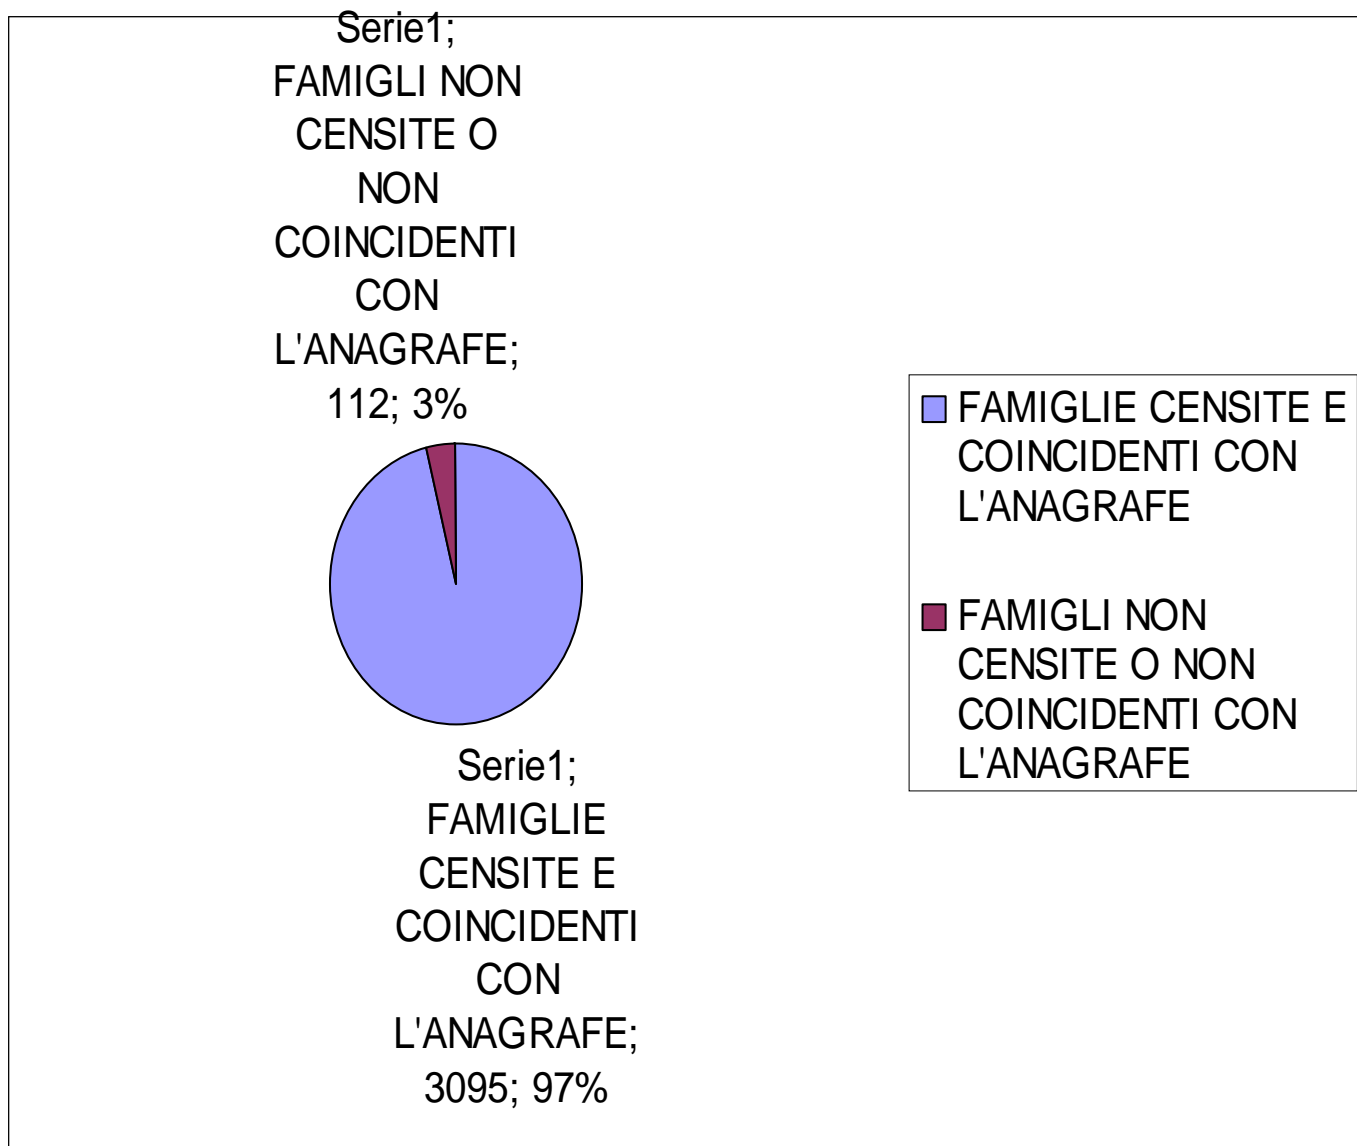 Serie1;
FAMIGLI NON
CENSITE O
NON
COINCIDENTI
CON
L'ANAGRAFE;
112; 3%
FAMIGLIE CENSITE E
COINCIDENTI CON
L'ANAGRAFE
FAMIGLI NON
CENSITE O NON
COINCIDENTI CON
L'ANAGRAFE
Serie1;
FAMIGLIE
CENSITE E
COINCIDENTI
CON
L'ANAGRAFE;
3095; 97%